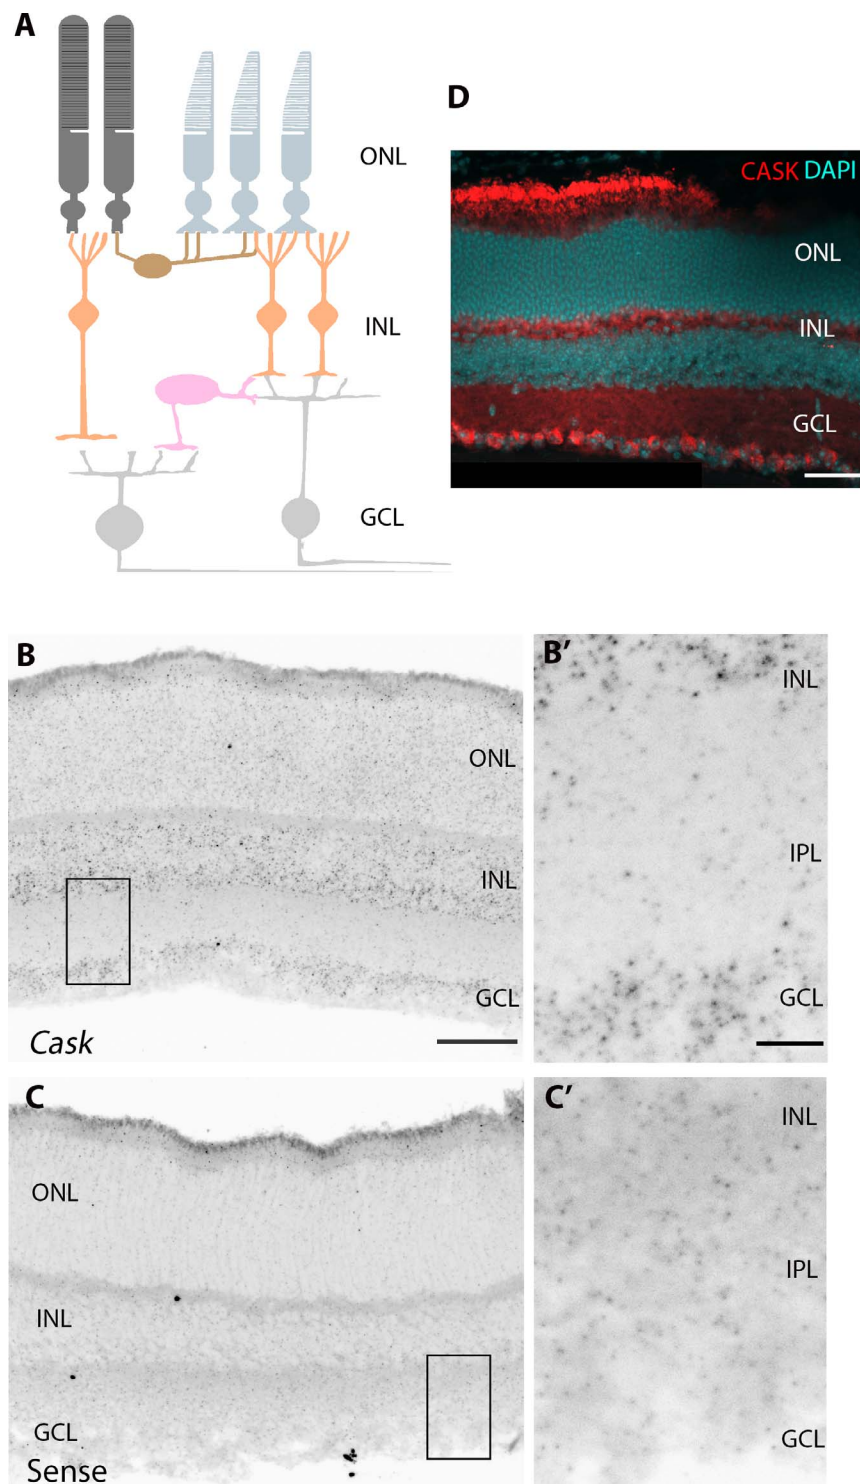 A
ONL
INL
GCL
D
CASK DAPI
ONL
INL
GCL
B
ONL
INL
GCL
Cask
B'
INL
IPL
GCL
C
ONL
INL
GCL
Sense
C'
INL
IPL
GCL